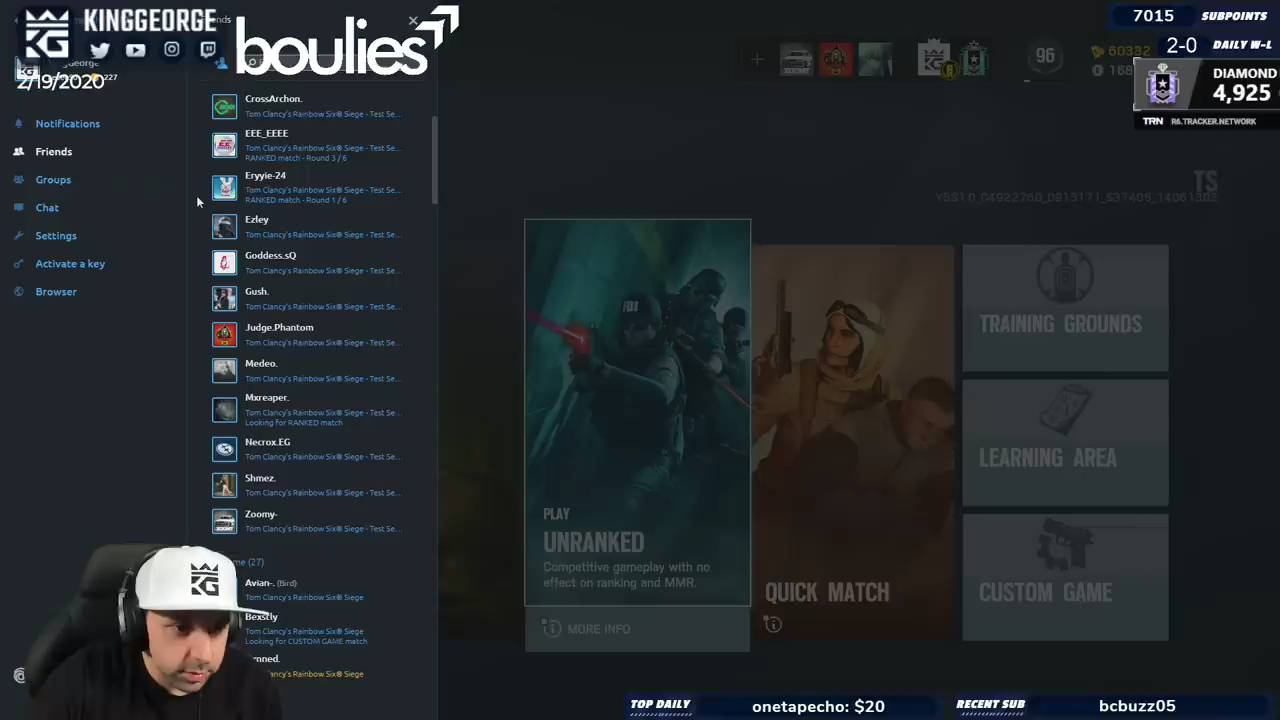 KINGGEORGE
boulies
2/19/2020
227
Notifications
Friends
Groups
Chat
Settings
Activate a key
Browser
CrossArchon.
Tom Clancy's Rainbow Six® Siege - Test Se...
EEE_EEEE
Tom Clancy's Rainbow Six® Siege - Test Se...
RANKED match - Round 3 / 6
Eryyie-24
Tom Clancy's Rainbow Six® Siege - Test Se...
RANKED match - Round 1 / 6
Ezley
Tom Clancy's Rainbow Six® Siege - Test Se...
Goddess.sQ
Tom Clancy's Rainbow Six® Siege - Test Se...
Gush.
Tom Clancy's Rainbow Six® Siege - Test Se...
Judge.Phantom
Tom Clancy's Rainbow Six® Siege - Test Se...
Medeo.
Tom Clancy's Rainbow Six® Siege - Test Se...
Mxreaper.
Tom Clancy's Rainbow Six® Siege - Test Se...
Looking for RANKED match
Necrox.EG
Tom Clancy's Rainbow Six® Siege - Test Se...
Shmez.
Tom Clancy's Rainbow Six® Siege - Test Se...
Zoomy-
Tom Clancy's Rainbow Six® Siege - Test Se...
(27)
Avian-. (Bird)
Tom Clancy's Rainbow Six® Siege
Bexstly
Tom Clancy's Rainbow Six® Siege
Looking for CUSTOM GAME match
Tom Clancy's Rainbow Six® Siege
KG
96
60332
7015 SUBPOINTS
2-0 DAILY W-L
DIAMOND
4,925
TRN R6.TRACKER.NETWORK
TS
FBI
PLAY
UNRANKED
Competitive gameplay with no
effect on ranking and MMR.
MORE INFO
QUICK MATCH
TRAINING GROUNDS
LEARNING AREA
CUSTOM GAME
TOP DAILY onetapecho: $20
RECENT SUB bcbuzz05